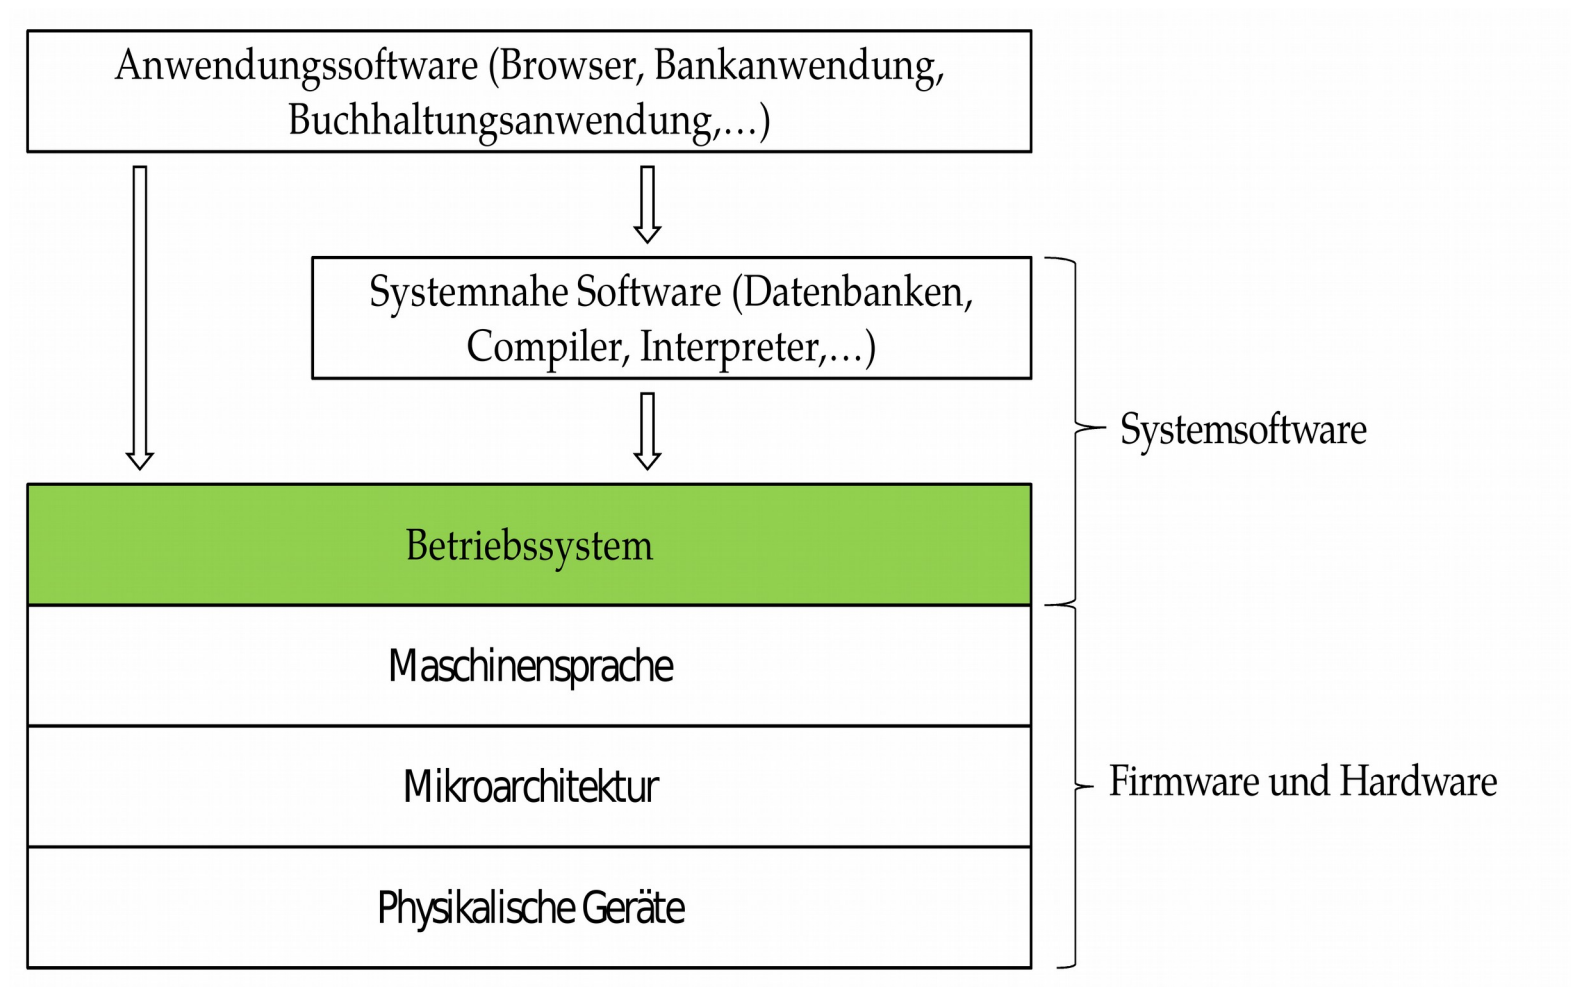 Anwendungssoftware (Browser, Bankanwendung,
Buchhaltungsanwendung,…)
Systemnahe Software (Datenbanken,
Compiler, Interpreter,…)
Systemsoftware
Betriebssystem
Maschinensprache
Mikroarchitektur
Firmware und Hardware
Physikalische Geräte